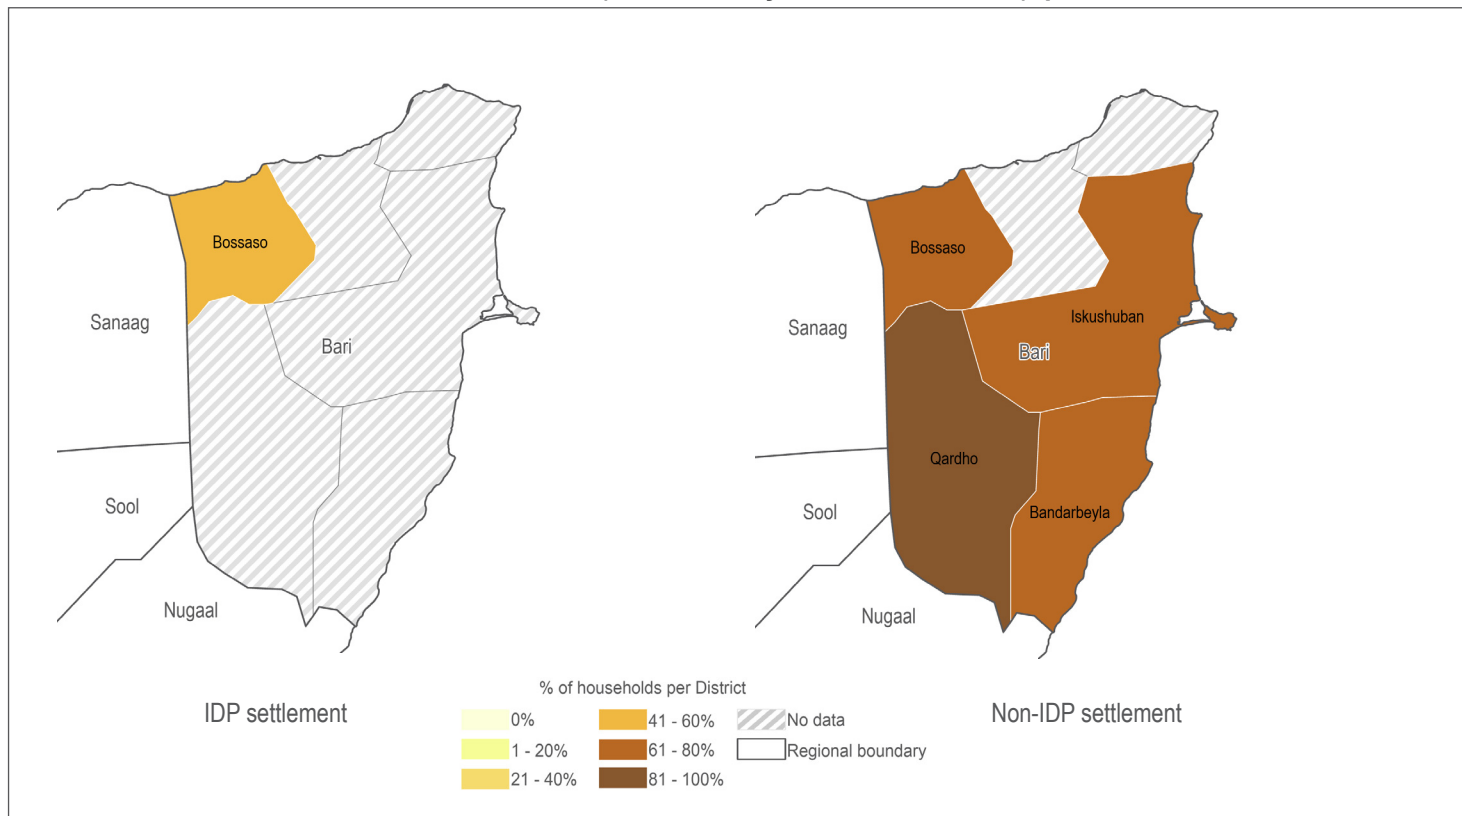 Bossaso
Sanaag
Bari
Sool
Nugaal
IDP settlement
Bossaso
Iskushuban
Sanaag
Bari
Qardho
Sool
Bandarbeyla
Nugaal
Non-IDP settlement
% of households per District
0%
1 - 20%
21 - 40%
41 - 60%
61 - 80%
81 - 100%
No data
Regional boundary